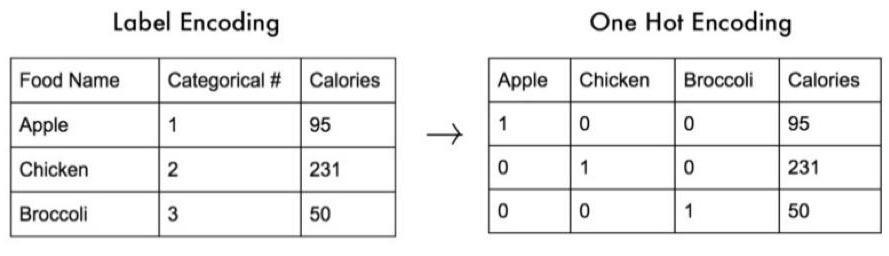 Label Encoding
Food Name Categorical # Calories
Apple 1 95
Chicken 2 231
Broccoli 3 50
→
One Hot Encoding
Apple Chicken Broccoli Calories
1 0 0 95
0 1 0 231
0 0 1 50